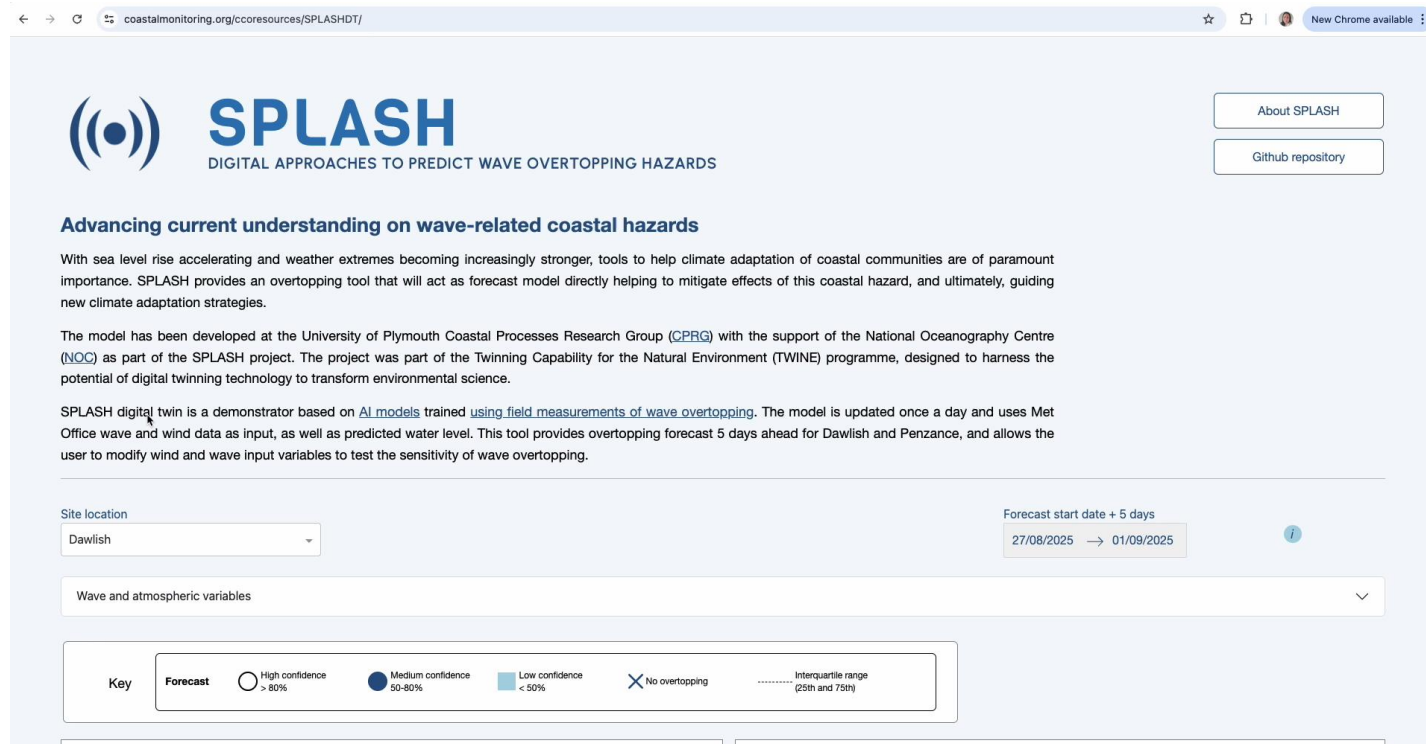 coastalmonitoring.org/ccoresources/SPLASHDT/
New Chrome available
SPLASH
DIGITAL APPROACHES TO PREDICT WAVE OVERTOPPING HAZARDS
About SPLASH
Github repository
Advancing current understanding on wave-related coastal hazards
With sea level rise accelerating and weather extremes becoming increasingly stronger, tools to help climate adaptation of coastal communities are of paramount
importance. SPLASH provides an overtopping tool that will act as forecast model directly helping to mitigate effects of this coastal hazard, and ultimately, guiding
new climate adaptation strategies.
The model has been developed at the University of Plymouth Coastal Processes Research Group (CPRG) with the support of the National Oceanography Centre
(NOC) as part of the SPLASH project. The project was part of the Twinning Capability for the Natural Environment (TWINE) programme, designed to harness the
potential of digital twinning technology to transform environmental science.
SPLASH digital twin is a demonstrator based on AI models trained using field measurements of wave overtopping. The model is updated once a day and uses Met
Office wave and wind data as input, as well as predicted water level. This tool provides overtopping forecast 5 days ahead for Dawlish and Penzance, and allows the
user to modify wind and wave input variables to test the sensitivity of wave overtopping.
Site location
Forecast start date + 5 days
Dawlish
27/08/2025 → 01/09/2025
i
Wave and atmospheric variables
Key
Forecast
High confidence
> 80%
Medium confidence
50-80%
Low confidence
< 50%
No overtopping
Interquartile range
(25th and 75th)